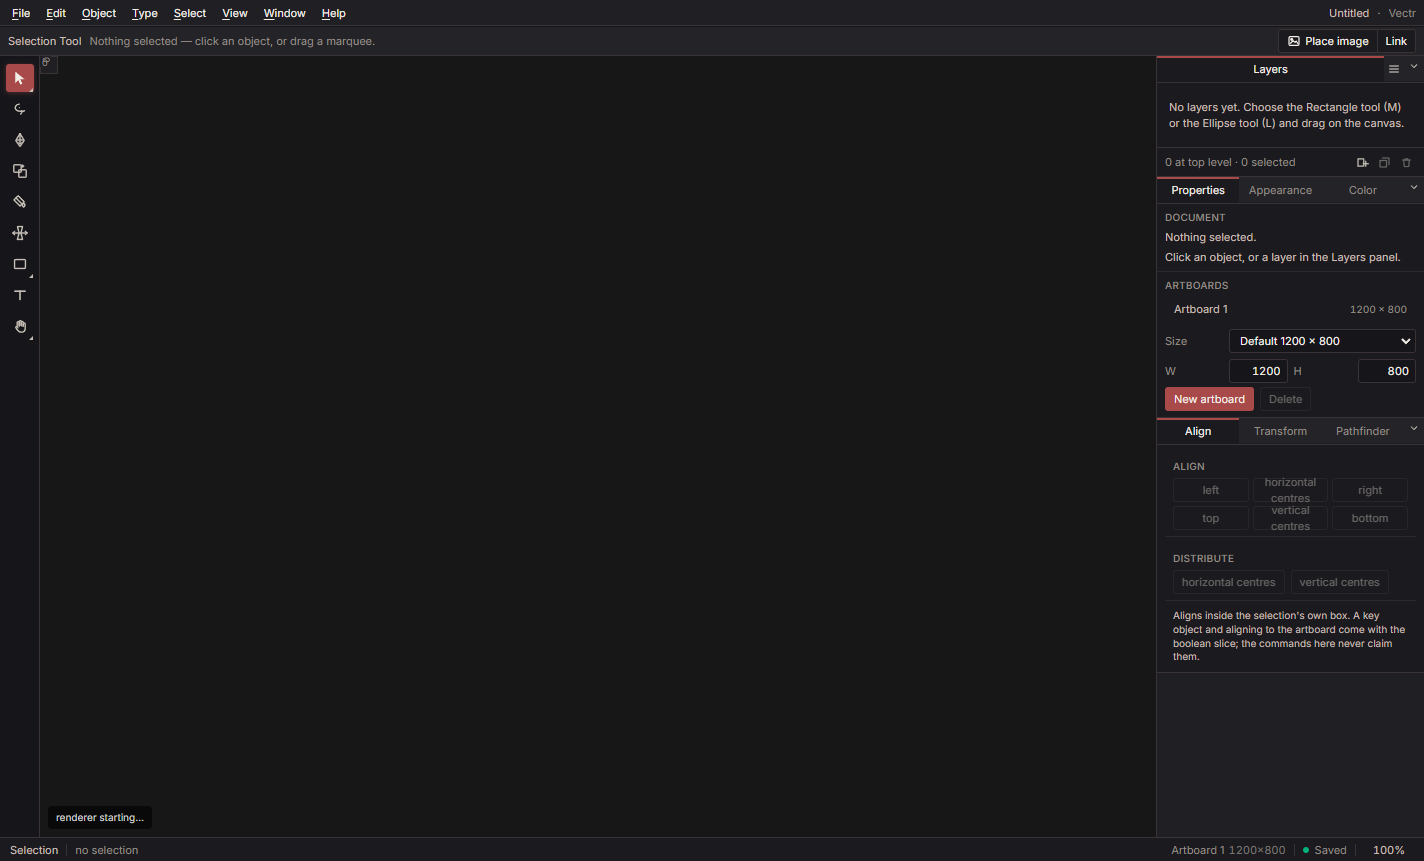 File Edit Object Type Select View Window Help
Untitled · Vectr
Selection Tool Nothing selected — click an object, or drag a marquee.
Place image Link
Layers
No layers yet. Choose the Rectangle tool (M)
or the Ellipse tool (L) and drag on the canvas.
0 at top level · 0 selected
Properties Appearance Color
DOCUMENT
Nothing selected.
Click an object, or a layer in the Layers panel.
ARTBOARDS
Artboard 1 1200 × 800
Size Default 1200 × 800
W 1200 H 800
New artboard Delete
Align Transform Pathfinder
ALIGN
left horizontal centres right
top vertical centres bottom
DISTRIBUTE
horizontal centres vertical centres
Aligns inside the selection's own box. A key
object and aligning to the artboard come with the
boolean slice; the commands here never claim
them.
renderer starting…
Selection no selection
Artboard 1 1200×800 Saved 100%